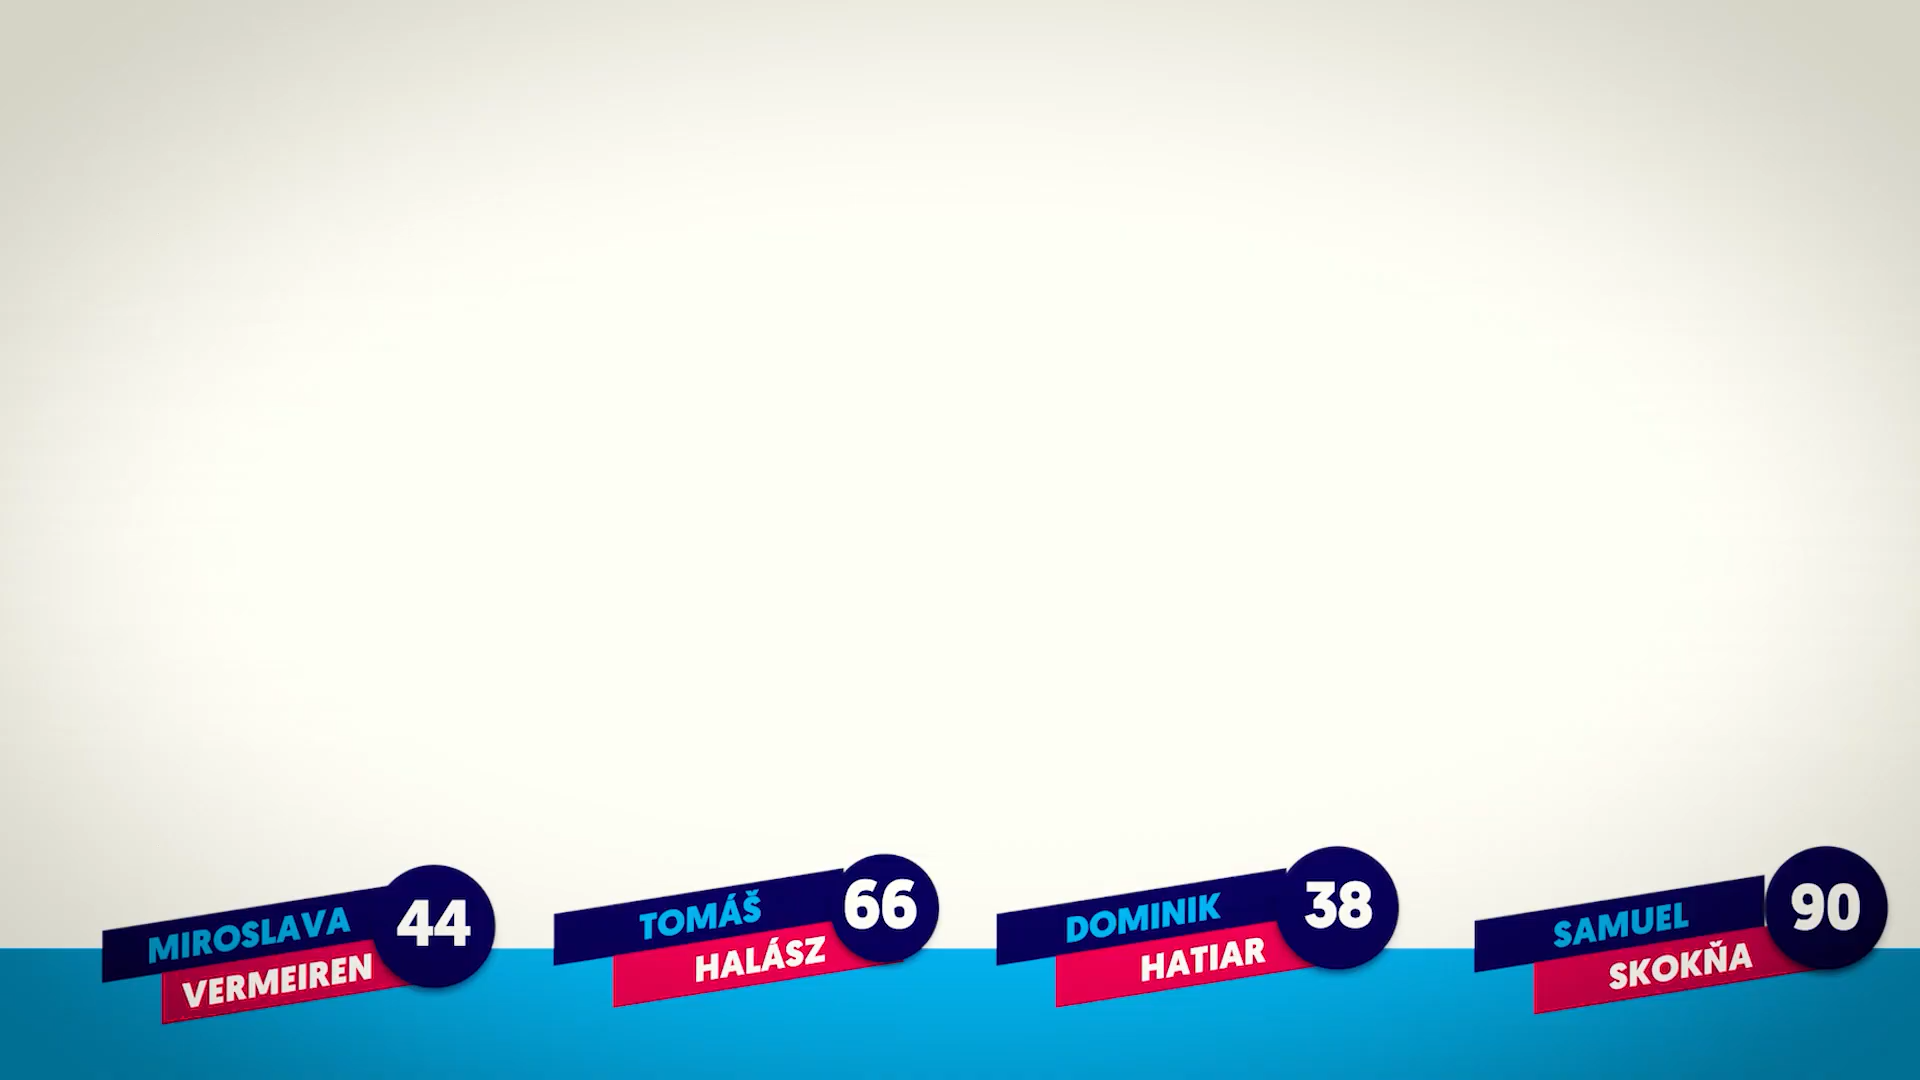 MIROSLAVA
VERMEIREN
44
TOMÁŠ
HALÁSZ
66
DOMINIK
HATIAR
38
SAMUEL
SKOKŇA
90